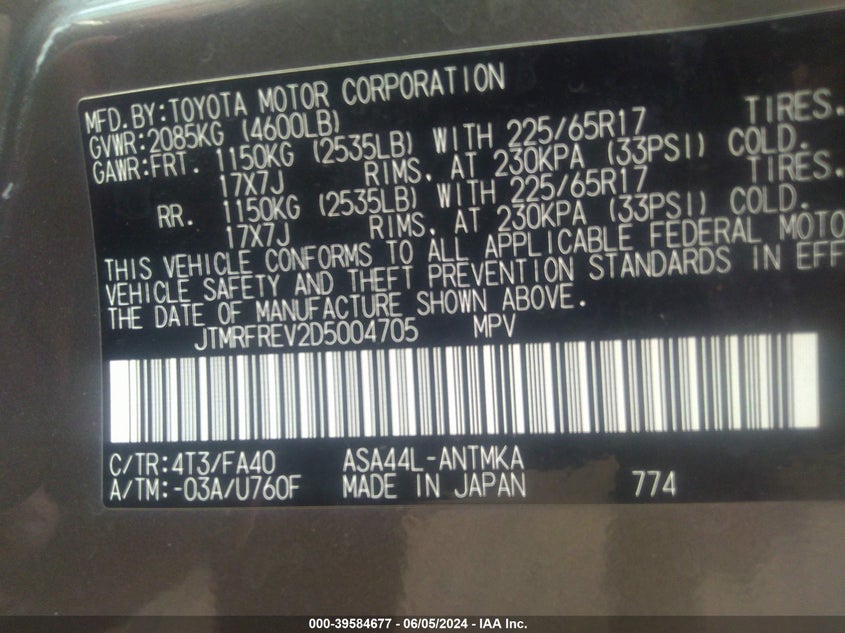 MFD.BY:TOYOTA MOTOR CORPORATION
GVWR:2085KG (4600LB)
GAWR:FRT. 1150KG (2535LB) WITH 225/65R17 TIRES.
17X7J RIMS, AT 230KPA (33PSI) COLD.
RR. 1150KG (2535LB) WITH 225/65R17 TIRES.
17X7J RIMS, AT 230KPA (33PSI) COLD.
THIS VEHICLE CONFORMS TO ALL APPLICABLE FEDERAL MOTO
VEHICLE SAFETY AND THEFT PREVENTION STANDARDS IN EFF
THE DATE OF MANUFACTURE SHOWN ABOVE.
JTMRFREV2D5004705 MPV
C/TR:4T3/FA40 ASA44L-ANTMKA
A/TM:-03A/U760F MADE IN JAPAN 774
000-39584677 - 06/05/2024 - IAA Inc.